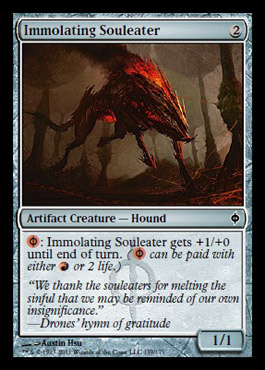 Immolating Souleater 2
Artifact Creature — Hound
: Immolating Souleater gets +1/+0
until end of turn. ( can be paid with
either or 2 life.)
"We thank the souleaters for melting the
sinful that we may be reminded of our own
insignificance."
—Drones' hymn of gratitude
Austin Hsu
1/1